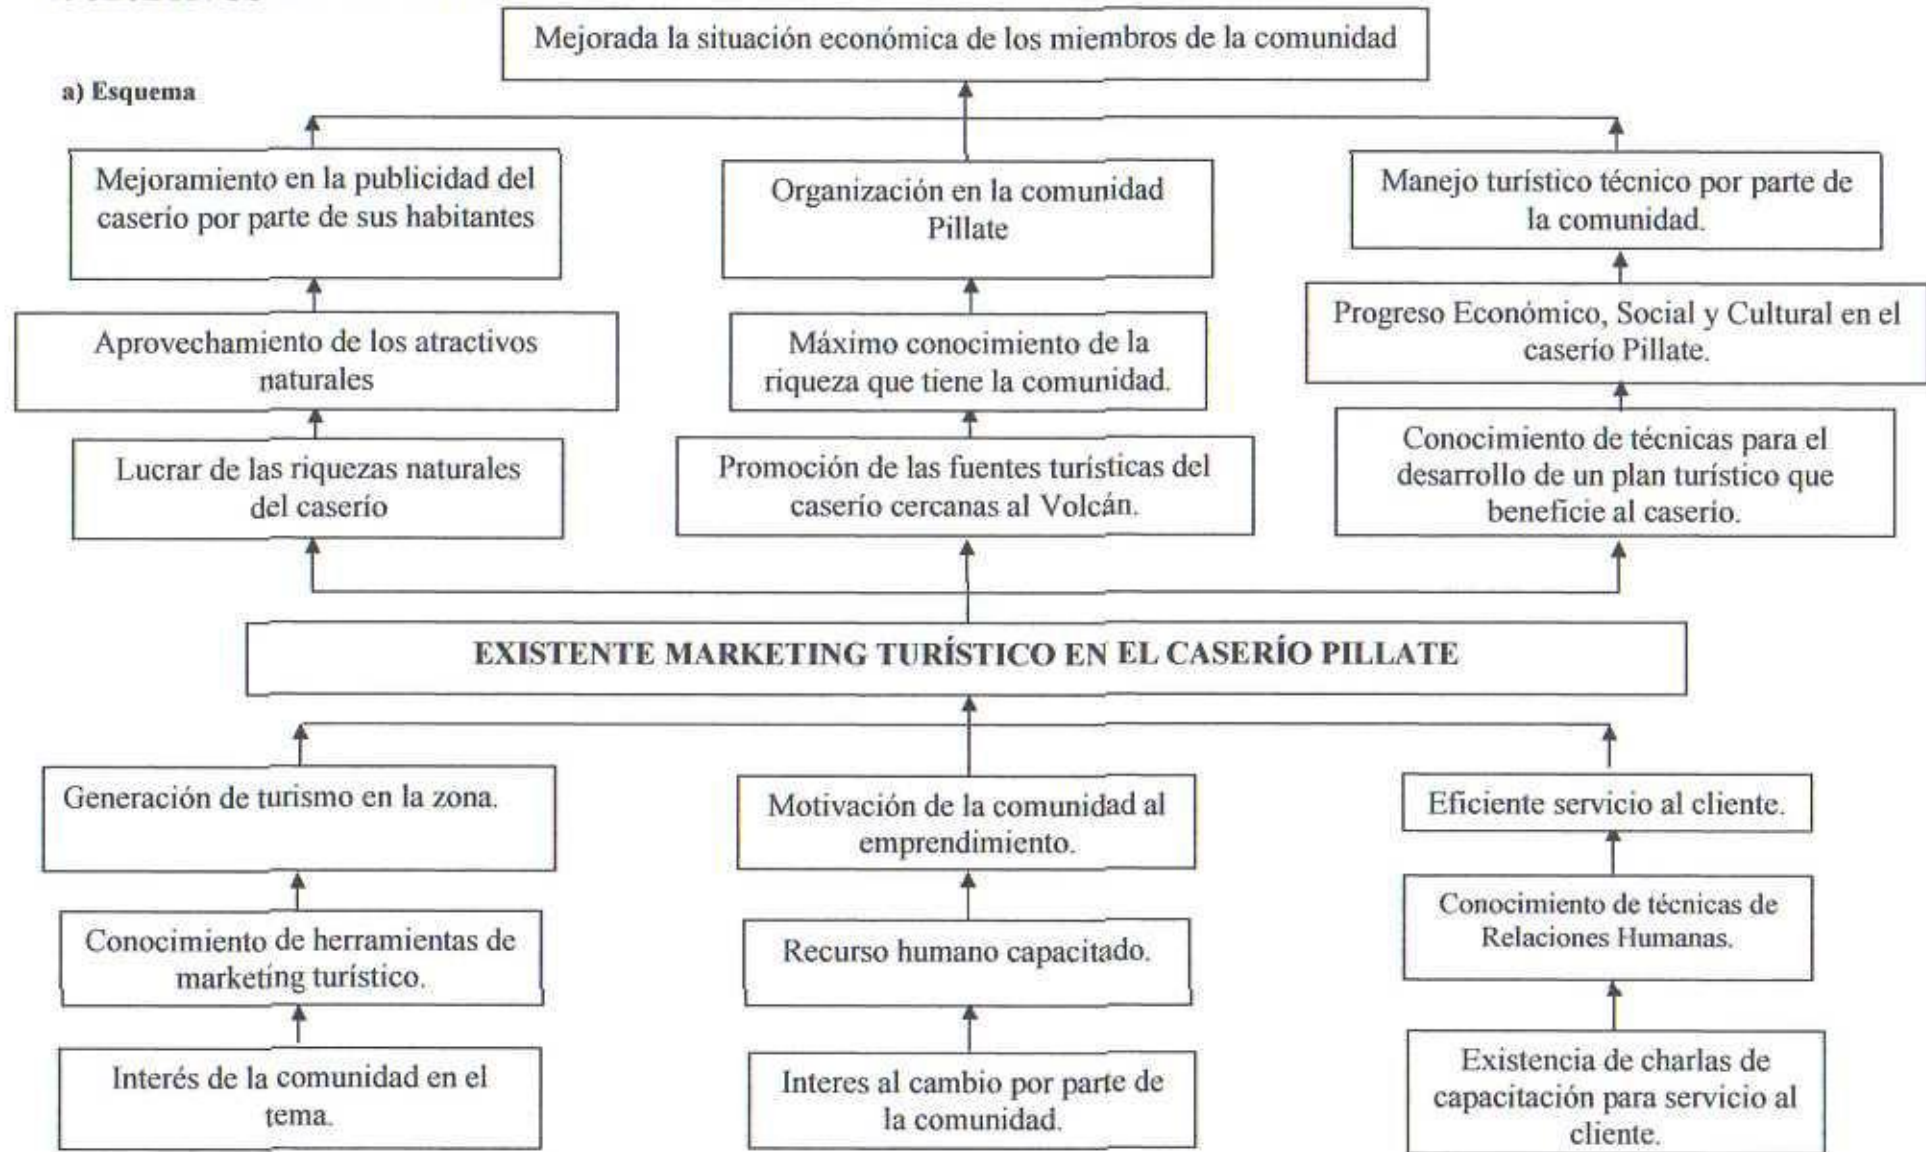 Mejorada la situación económica de los miembros de la comunidad
a) Esquema
Mejoramiento en la publicidad del
caserío por parte de sus habitantes
Organización en la comunidad
Pillate
Manejo turístico técnico por parte de
la comunidad.
Aprovechamiento de los atractivos
naturales
Máximo conocimiento de la
riqueza que tiene la comunidad.
Progreso Económico, Social y Cultural en el
caserío Pillate.
Lucrar de las riquezas naturales
del caserío
Promoción de las fuentes turísticas del
caserío cercanas al Volcán.
Conocimiento de técnicas para el
desarrollo de un plan turístico que
beneficie al caserío.
EXISTENTE MARKETING TURÍSTICO EN EL CASERÍO PILLATE
Generación de turismo en la zona.
Motivación de la comunidad al
emprendimiento.
Eficiente servicio al cliente.
Conocimiento de herramientas de
marketing turístico.
Recurso humano capacitado.
Conocimiento de técnicas de
Relaciones Humanas.
Interés de la comunidad en el
tema.
Interes al cambio por parte de
la comunidad.
Existencia de charlas de
capacitación para servicio al
cliente.